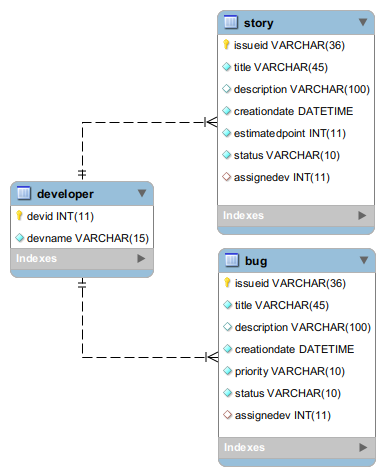 story
issueid VARCHAR(36)
title VARCHAR(45)
description VARCHAR(100)
creationdate DATETIME
estimatedpoint INT(11)
status VARCHAR(10)
assignedev INT(11)
Indexes
developer
devid INT(11)
devname VARCHAR(15)
Indexes
bug
issueid VARCHAR(36)
title VARCHAR(45)
description VARCHAR(100)
creationdate DATETIME
priority VARCHAR(10)
status VARCHAR(10)
assignedev INT(11)
Indexes